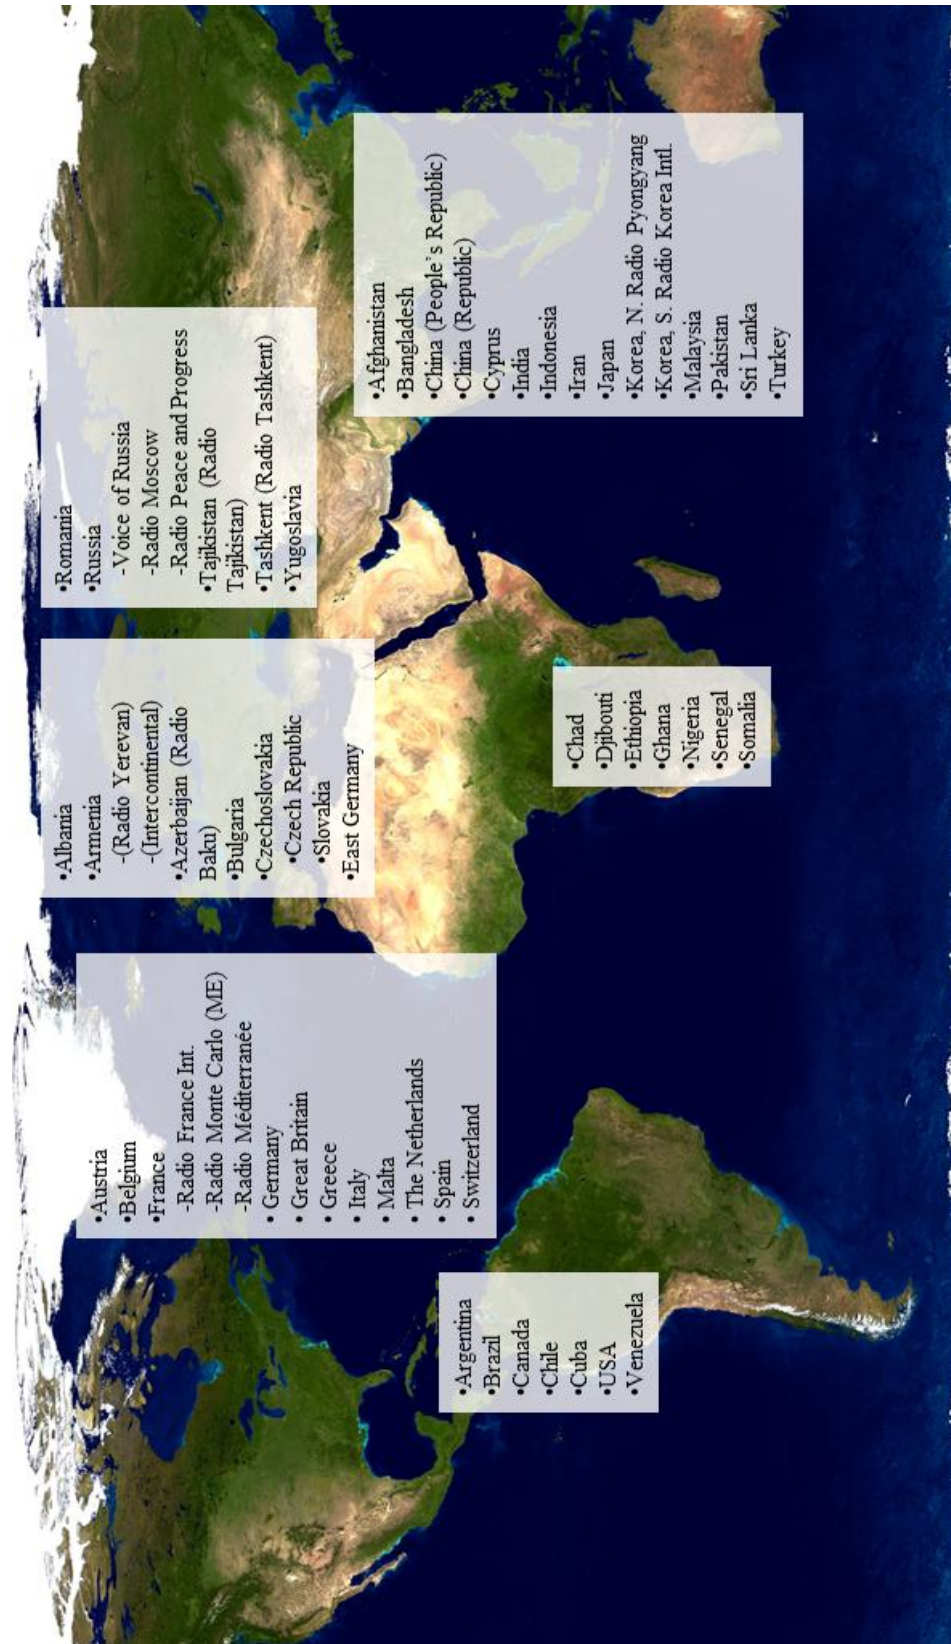 •Argentina
•Brazil
•Canada
•Chile
•Cuba
•USA
•Venezuela
•Austria
•Belgium
•France
-Radio France Int.
-Radio Monte Carlo (ME)
-Radio Méditerranée
• Germany
• Great Britain
• Greece
• Italy
• Malta
• The Netherlands
• Spain
• Switzerland
•Albania
•Armenia
-(Radio Yerevan)
-(Intercontinental)
•Azerbaijan (Radio
Baku)
•Bulgaria
•Czechoslovakia
•Czech Republic
•Slovakia
•East Germany
•Romania
•Russia
-Voice of Russia
-Radio Moscow
-Radio Peace and Progress
•Tajikistan (Radio
Tajikistan)
•Tashkent (Radio Tashkent)
•Yugoslavia
•Chad
•Djibouti
•Ethiopia
•Ghana
•Nigeria
•Senegal
•Somalia
•Afghanistan
•Bangladesh
•China (People's Republic)
•China (Republic)
•Cyprus
•India
•Indonesia
•Iran
•Japan
•Korea, N. Radio Pyongyang
•Korea, S. Radio Korea Intl.
•Malaysia
•Pakistan
•Sri Lanka
•Turkey